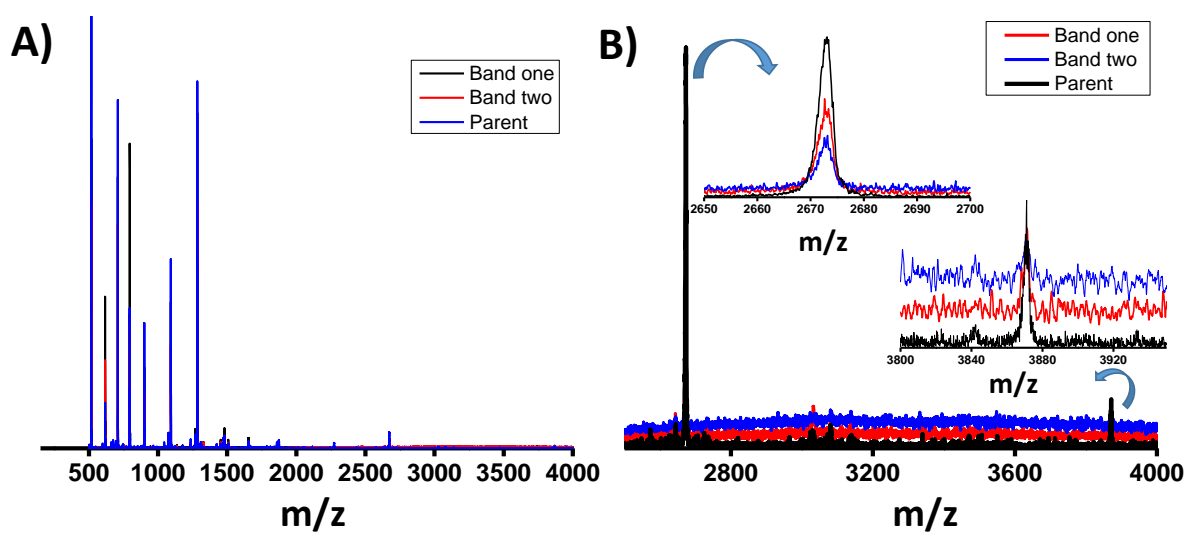 A)
Band one
Band two
Parent
500 1000 1500 2000 2500 3000 3500 4000
m/z
B)
Band one
Band two
Parent
2650 2660 2670 2680 2690 2700
m/z
3800 3840 3880 3920
m/z
2800 3200 3600 4000
m/z